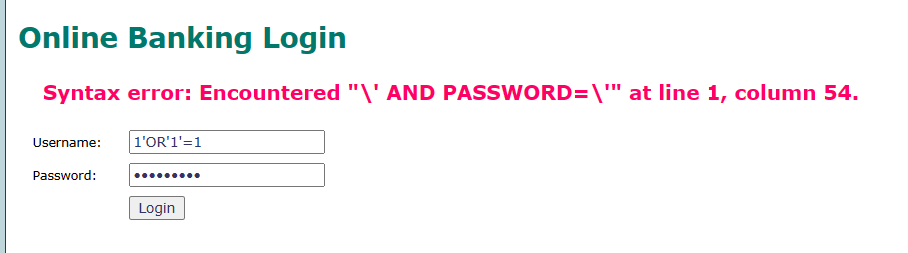 Online Banking Login
Syntax error: Encountered "\' AND PASSWORD=\'" at line 1, column 54.
Username: 1'OR'1'=1
Password: •••••••••
Login